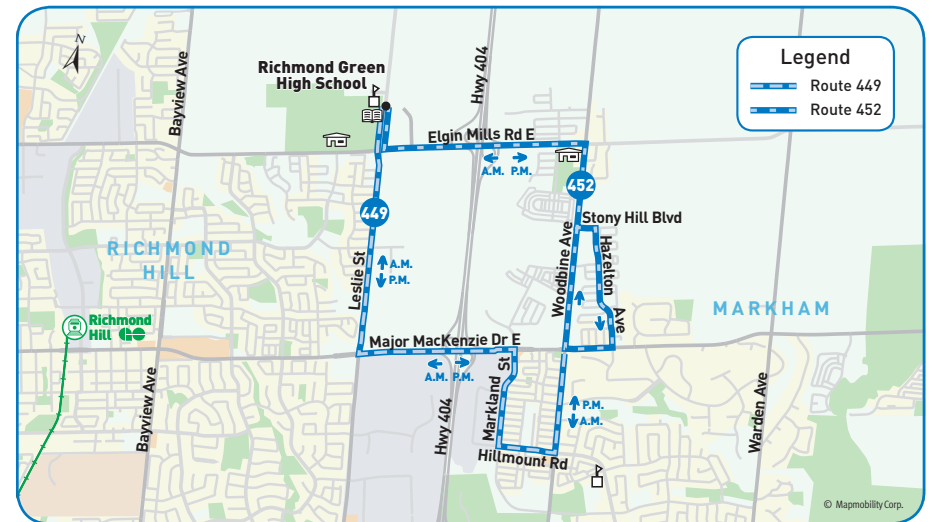 N
Bayview Ave
Richmond Green
High School
Hwy 404
Legend
Route 449
Route 452
Elgin Mills Rd E
A.M. P.M.
452
Stony Hill Blvd
449
RICHMOND
HILL
Leslie St
A.M.
P.M.
Woodbine Ave
Hazelton
Ave
MARKHAM
Richmond
Hill GO
Major MacKenzie Dr E
A.M. P.M.
Bayview Ave
Hwy 404
Markland
St
P.M.
A.M.
Warden Ave
Hillmount Rd
© Mapmobility Corp.